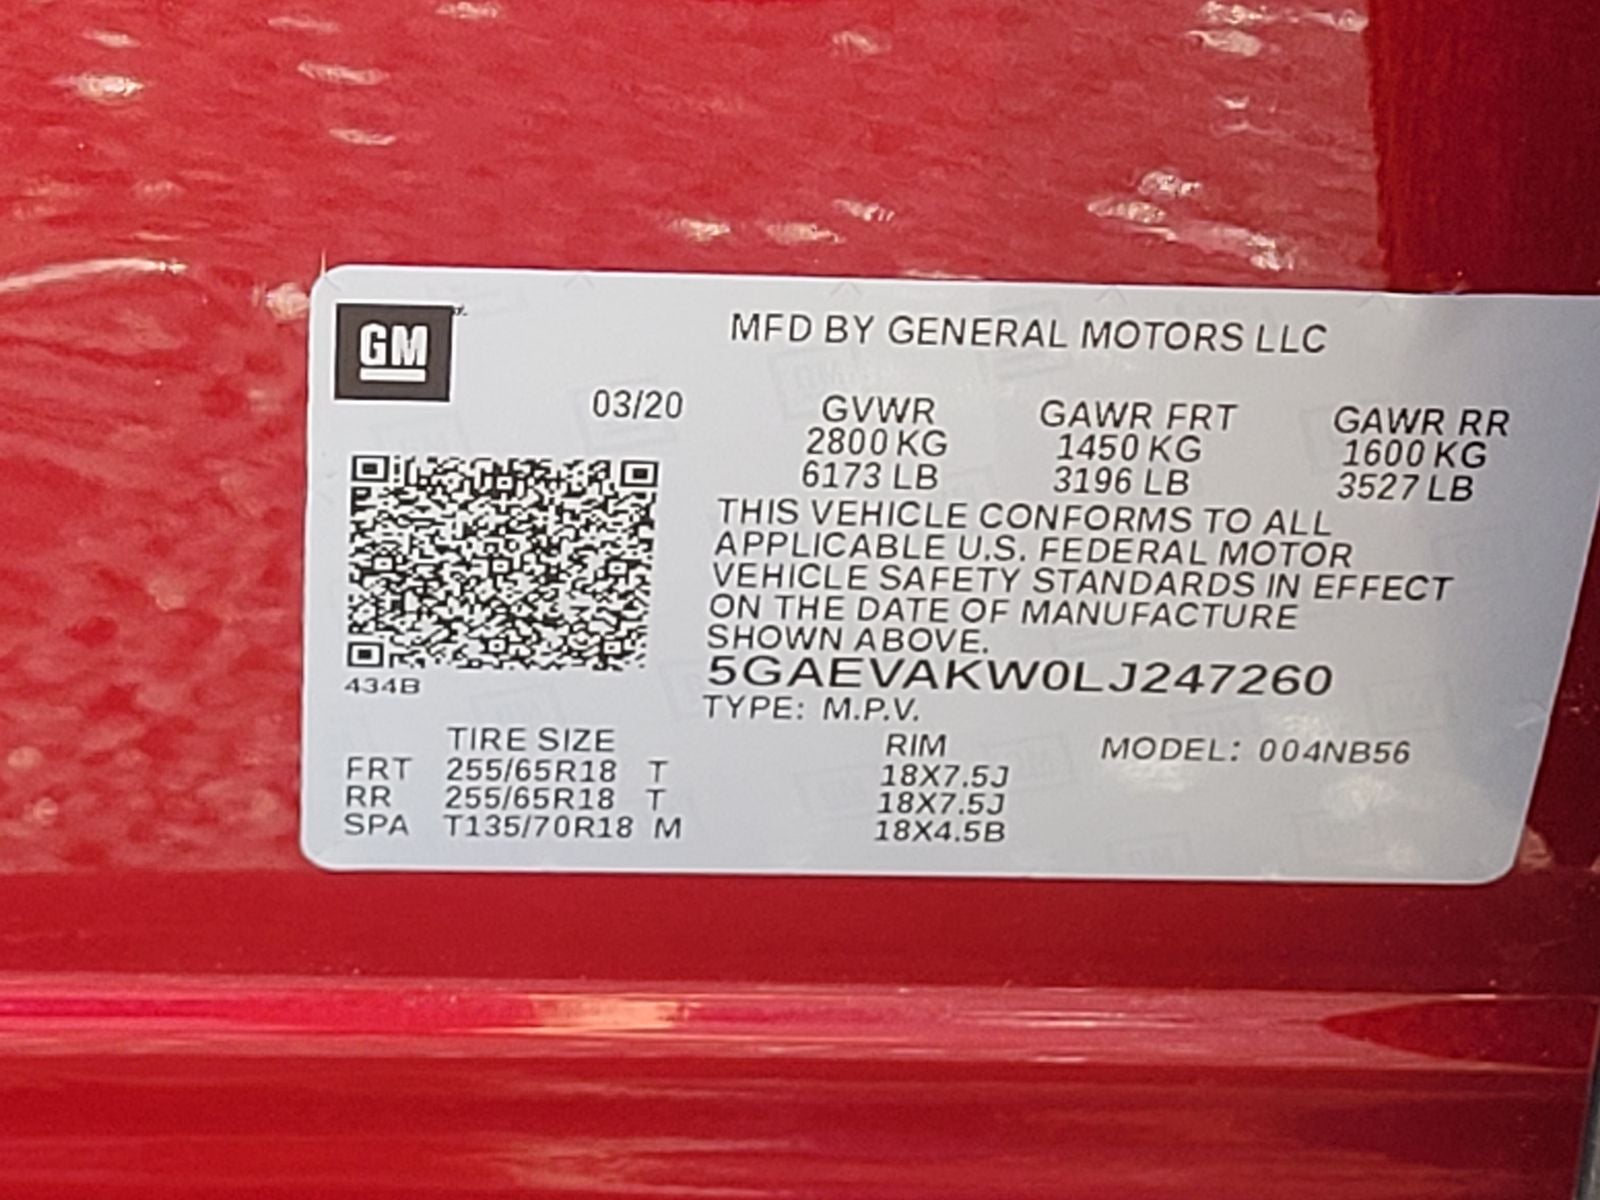 GM
MFD BY GENERAL MOTORS LLC
03/20
GVWR GAWR FRT GAWR RR
2800 KG 1450 KG 1600 KG
6173 LB 3196 LB 3527 LB
THIS VEHICLE CONFORMS TO ALL
APPLICABLE U.S. FEDERAL MOTOR
VEHICLE SAFETY STANDARDS IN EFFECT
ON THE DATE OF MANUFACTURE
SHOWN ABOVE.
5GAEVAKW0LJ247260
434B
TYPE: M.P.V.
TIRE SIZE RIM MODEL: 004NB56
FRT 255/65R18 T 18X7.5J
RR 255/65R18 T 18X7.5J
SPA T135/70R18 M 18X4.5B